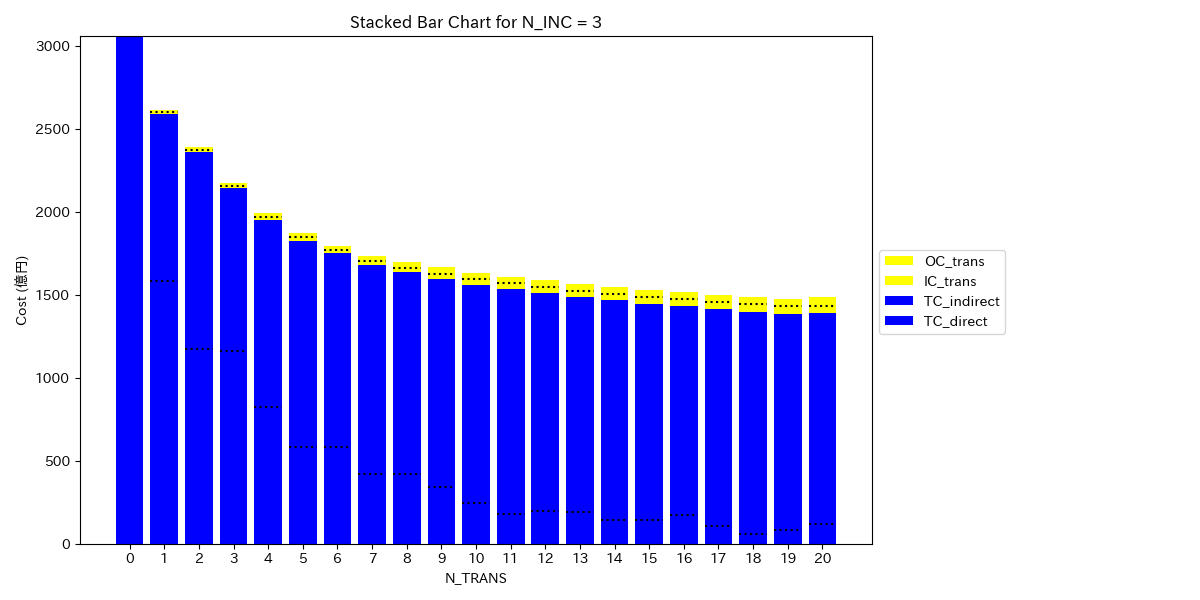 Stacked Bar Chart for N_INC = 3
Cost (億円)
3000
2500
2000
1500
1000
500
0
0 1 2 3 4 5 6 7 8 9 10 11 12 13 14 15 16 17 18 19 20
N_TRANS
OC_trans
IC_trans
TC_indirect
TC_direct